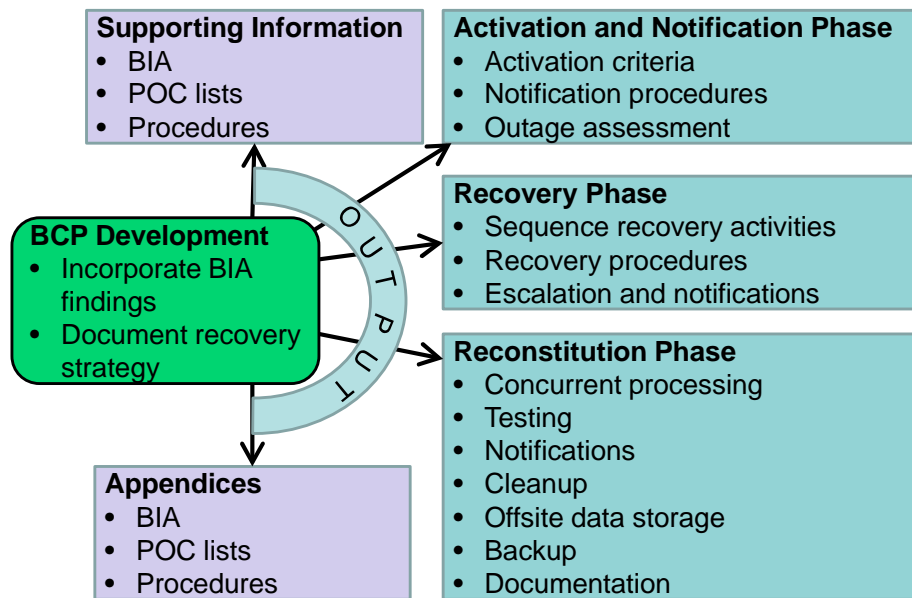 Supporting Information
• BIA
• POC lists
• Procedures
Activation and Notification Phase
• Activation criteria
• Notification procedures
• Outage assessment
BCP Development
• Incorporate BIA
findings
• Document recovery
strategy
OUTPUT
Recovery Phase
• Sequence recovery activities
• Recovery procedures
• Escalation and notifications
Reconstitution Phase
• Concurrent processing
• Testing
• Notifications
• Cleanup
• Offsite data storage
• Backup
• Documentation
Appendices
• BIA
• POC lists
• Procedures